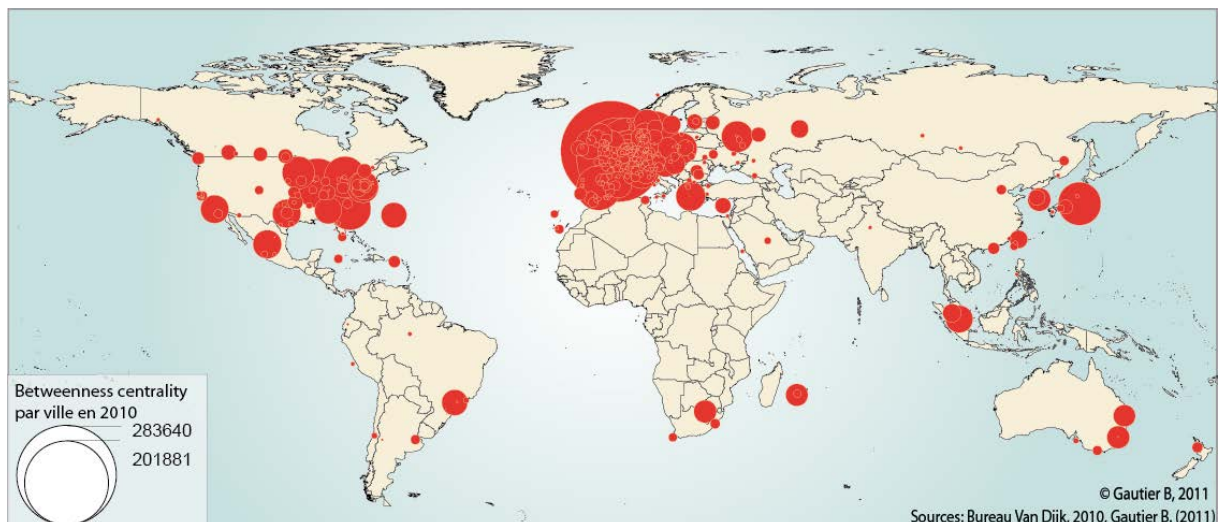 Betweenness centrality
par ville en 2010
283640
201881
© Gautier B, 2011
Sources: Bureau Van Dijk, 2010, Gautier B, (2011)